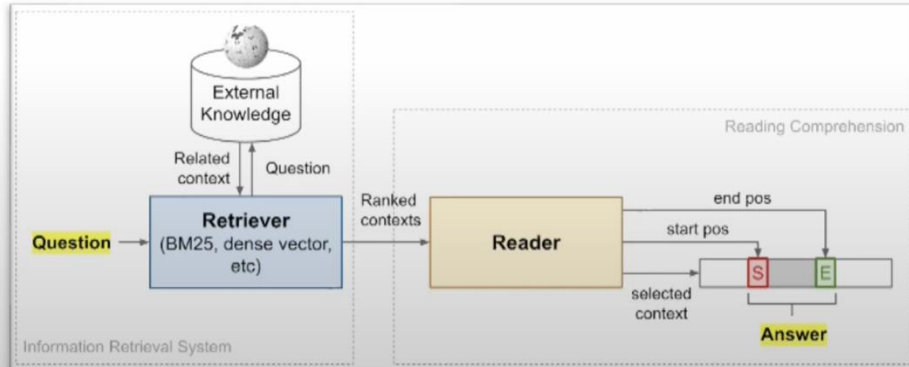 External
Knowledge
Reading Comprehension
Related
context
Question
Ranked
contexts
end pos
start pos
Retriever
(BM25, dense vector,
etc)
Question
Reader
S
E
selected
context
Answer
Information Retrieval System